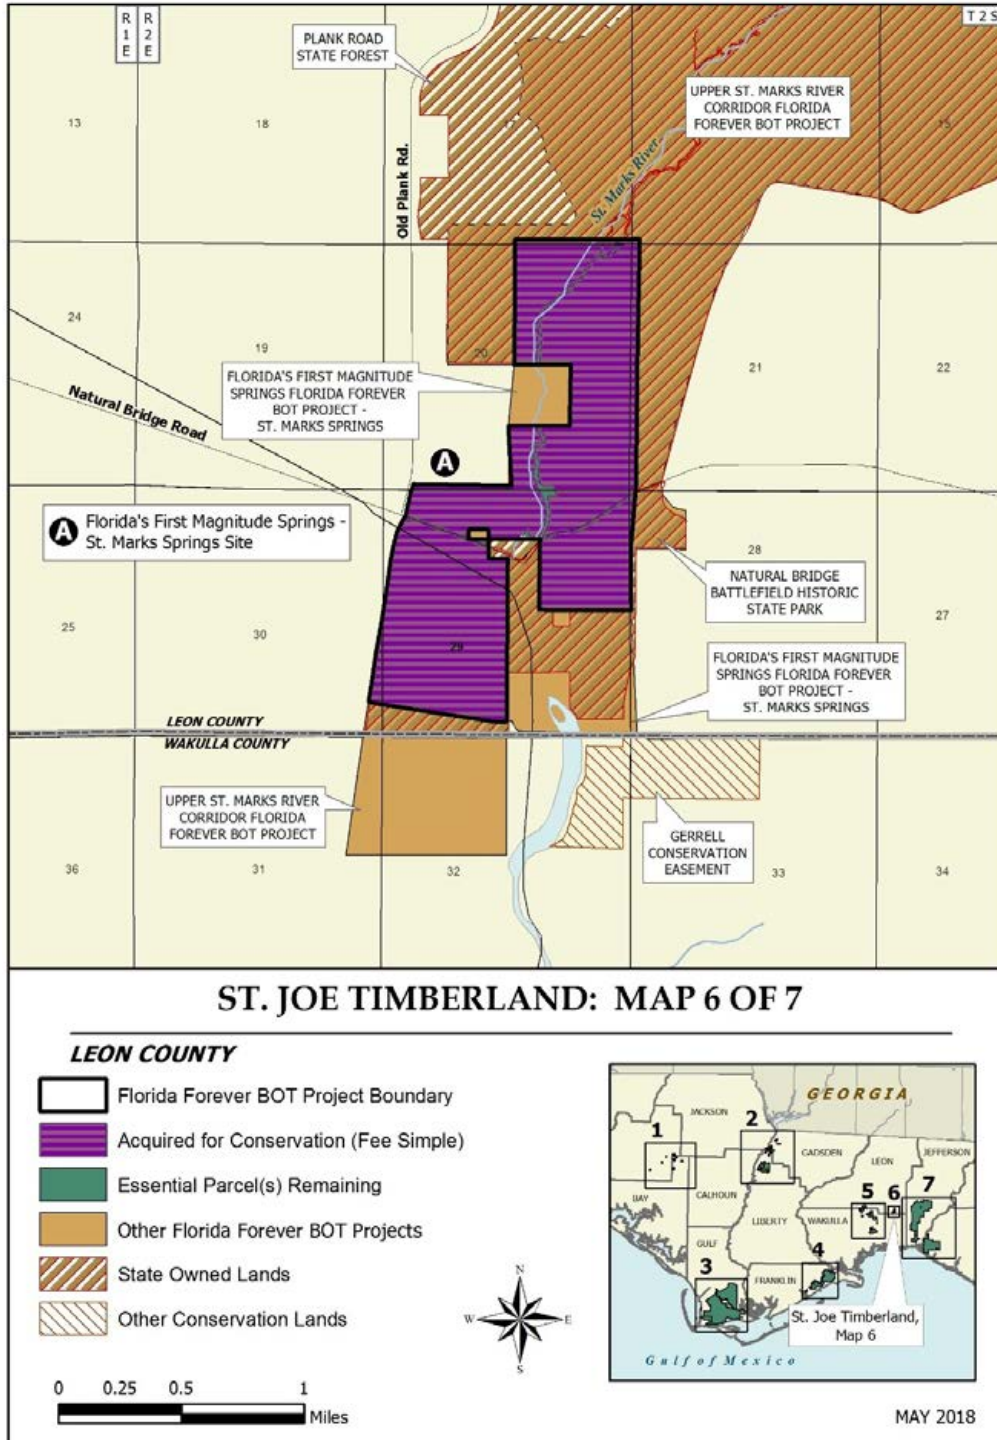 R
1
E
R
2
E
T 2 S
PLANK ROAD
STATE FOREST
UPPER ST. MARKS RIVER
CORRIDOR FLORIDA
FOREVER BOT PROJECT
13
18
17
15
Old Plank Rd.
St. Marks River
24
19
20
21
22
FLORIDA'S FIRST MAGNITUDE
SPRINGS FLORIDA FOREVER
BOT PROJECT -
ST. MARKS SPRINGS
Natural Bridge Road
A
A
Florida's First Magnitude Springs -
St. Marks Springs Site
28
NATURAL BRIDGE
BATTLEFIELD HISTORIC
STATE PARK
25
30
29
27
FLORIDA'S FIRST MAGNITUDE
SPRINGS FLORIDA FOREVER
BOT PROJECT -
ST. MARKS SPRINGS
LEON COUNTY
WAKULLA COUNTY
UPPER ST. MARKS RIVER
CORRIDOR FLORIDA
FOREVER BOT PROJECT
GERRELL
CONSERVATION
EASEMENT
36
31
32
33
34
ST. JOE TIMBERLAND: MAP 6 OF 7
LEON COUNTY
Florida Forever BOT Project Boundary
Acquired for Conservation (Fee Simple)
Essential Parcel(s) Remaining
Other Florida Forever BOT Projects
State Owned Lands
Other Conservation Lands
N
W
E
S
0 0.25 0.5 1
Miles
GEORGIA
JACKSON
1
2
GADSDEN
LEON
JEFFERSON
BAY
CALHOUN
5
6
7
LIBERTY
WAKULLA
GULF
3
FRANKLIN
4
St. Joe Timberland,
Map 6
Gulf of Mexico
MAY 2018